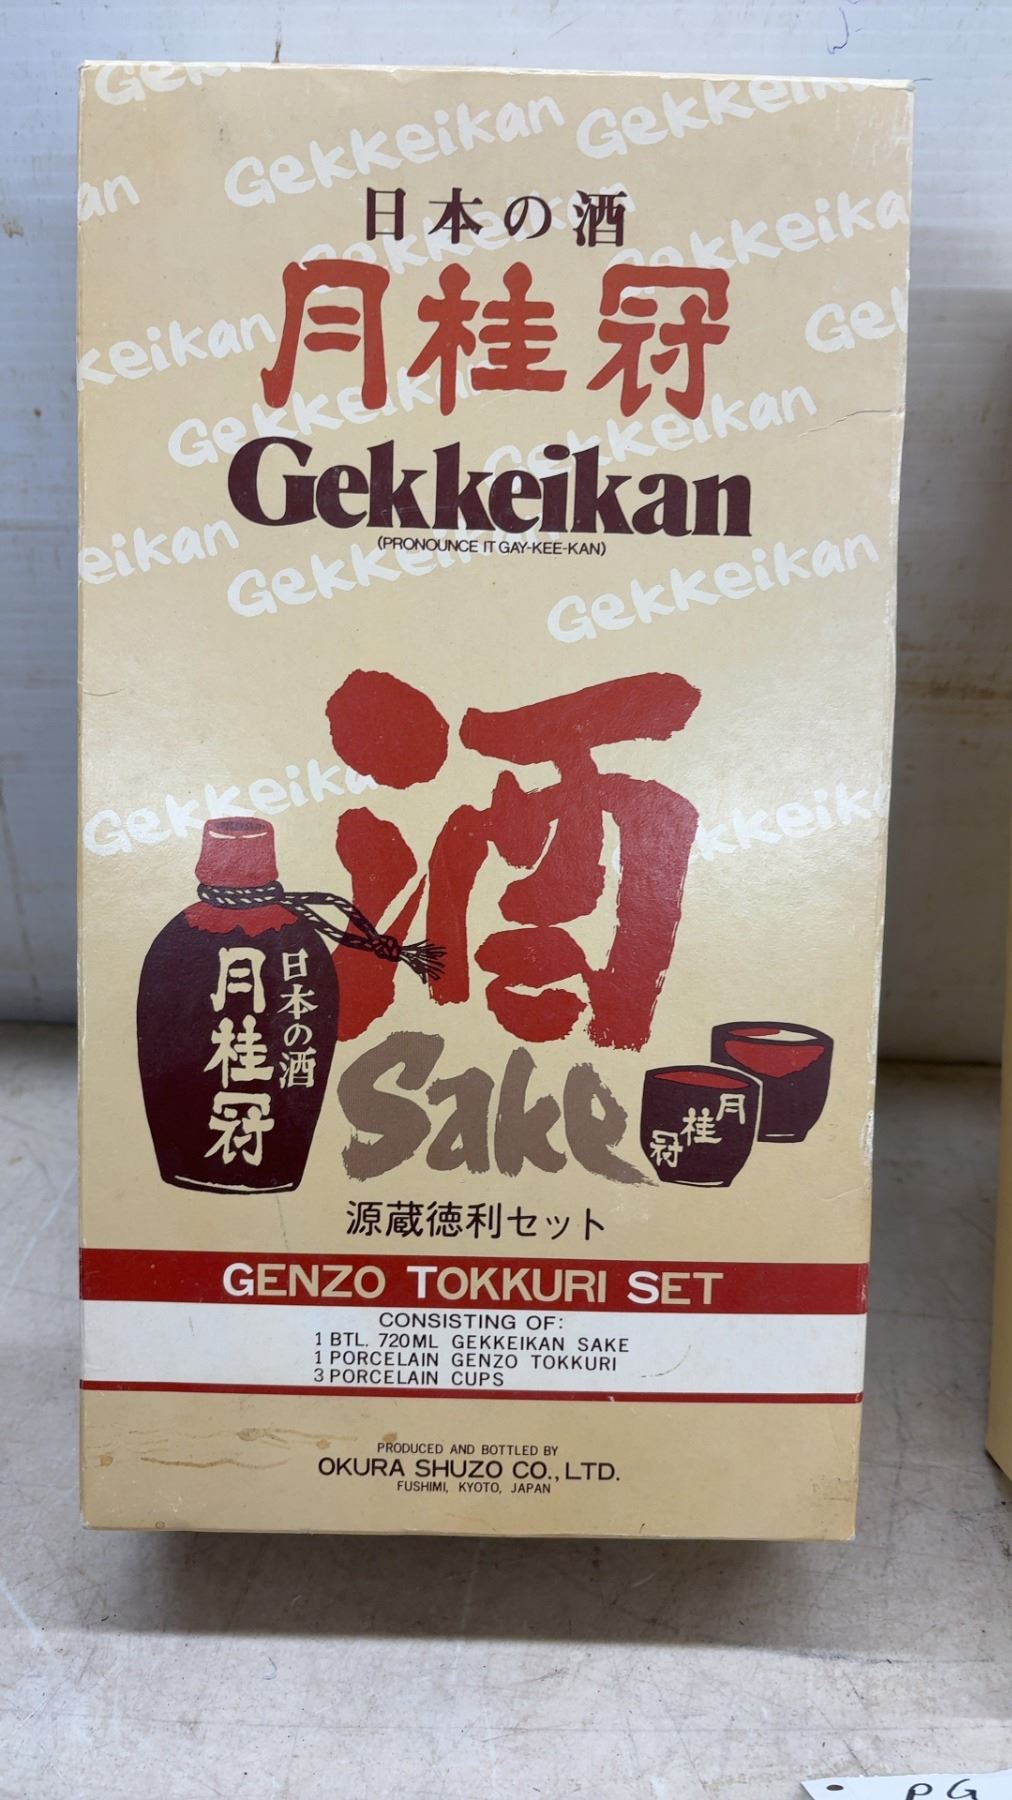 Gekkeikan
Gekkeikan
Gekkeikan
日本の酒
月桂冠
Gekkeikan
(PRONOUNCE IT GAY-KEE-KAN)
Gekkeikan
Gekkeikan
酒
Sake
日本の酒
月桂冠
月桂冠
源蔵徳利セット
GENZO TOKKURI SET
CONSISTING OF:
1 BTL. 720ML GEKKEIKAN SAKE
1 PORCELAIN GENZO TOKKURI
3 PORCELAIN CUPS
PRODUCED AND BOTTLED BY
OKURA SHUZO CO., LTD.
FUSHIMI, KYOTO, JAPAN
PG